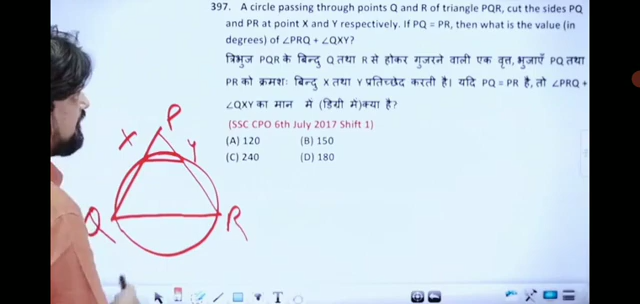 397. A circle passing through points Q and R of triangle PQR, cut the sides PQ
and PR at point X and Y respectively. If PQ = PR, then what is the value (in
degrees) of ∠PRQ + ∠QXY?
त्रिभुज PQR के बिन्दु Q तथा R से होकर गुजरने वाली एक वृत्त, भुजाएँ PQ तथा
PR को क्रमशः बिन्दु X तथा Y प्रतिच्छेद करती है। यदि PQ = PR है, तो ∠PRQ +
∠QXY का मान में (डिग्री में)क्या है?
(SSC CPO 6th July 2017 Shift 1)
(A) 120 (B) 150
(C) 240 (D) 180
P
X Y
Q R
T